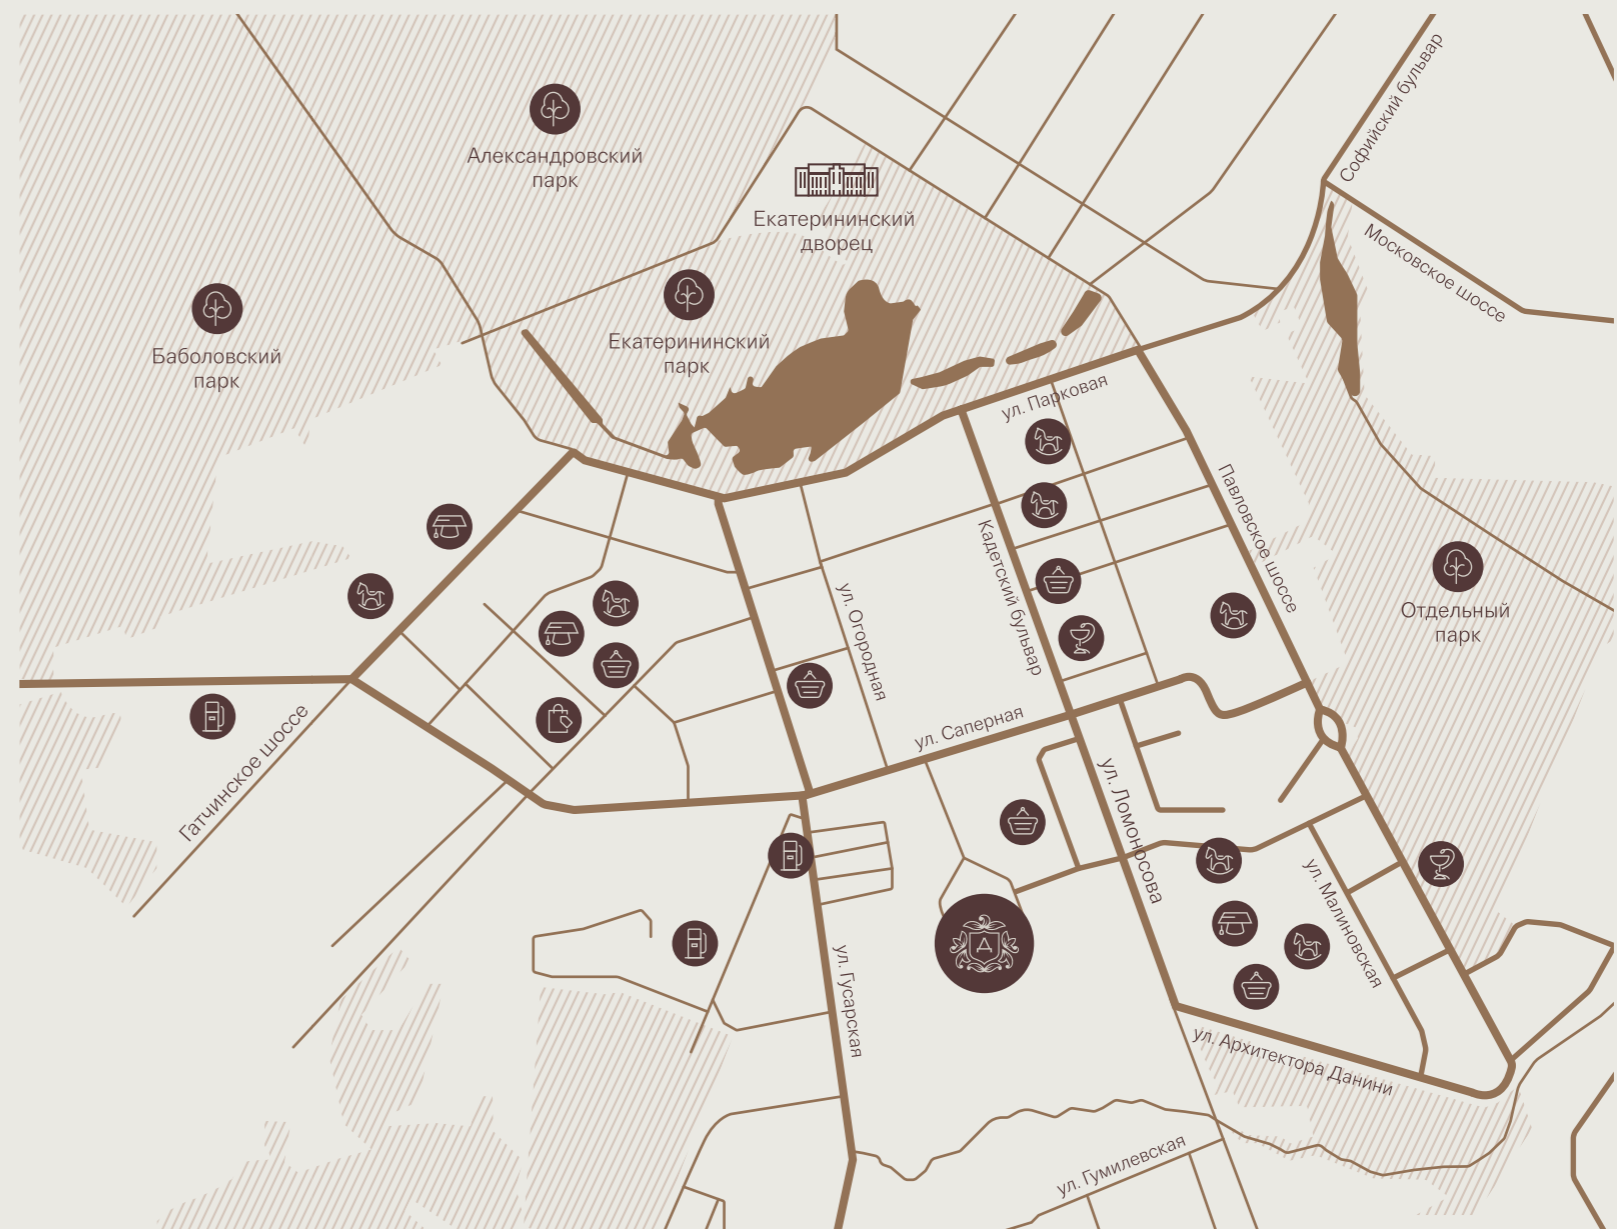 Софийский бульвар
Александровский
парк
Екатерининский
дворец
Московское шоссе
Баболовский
парк
Екатерининский
парк
ул. Парковая
Павловское шоссе
Кадетский бульвар
ул. Огородная
Отдельный
парк
Гатчинское шоссе
ул. Саперная
ул. Ломоносова
ул. Малиновская
Д
ул. Гусарская
ул. Архитектора Данини
ул. Гумилевская